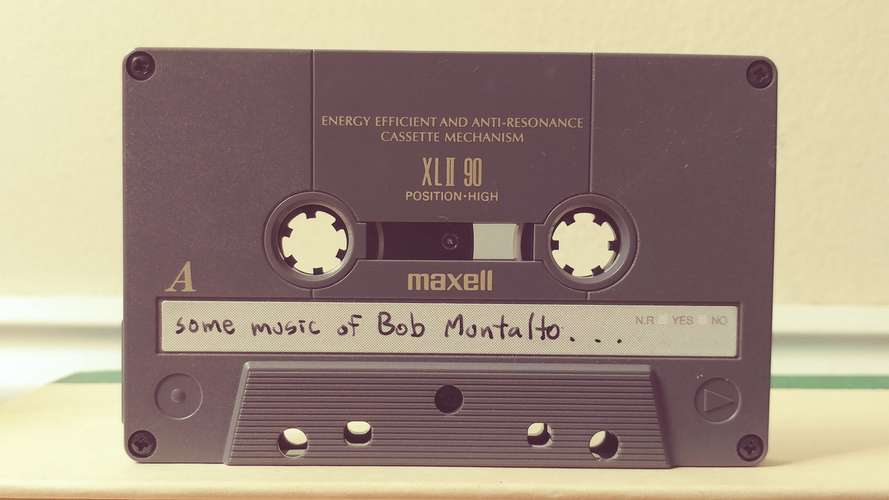 ENERGY EFFICIENT AND ANTI-RESONANCE
CASSETTE MECHANISM
XLII 90
POSITION·HIGH
maxell
A
some music of Bob Montalto. . .
N.R YES NO